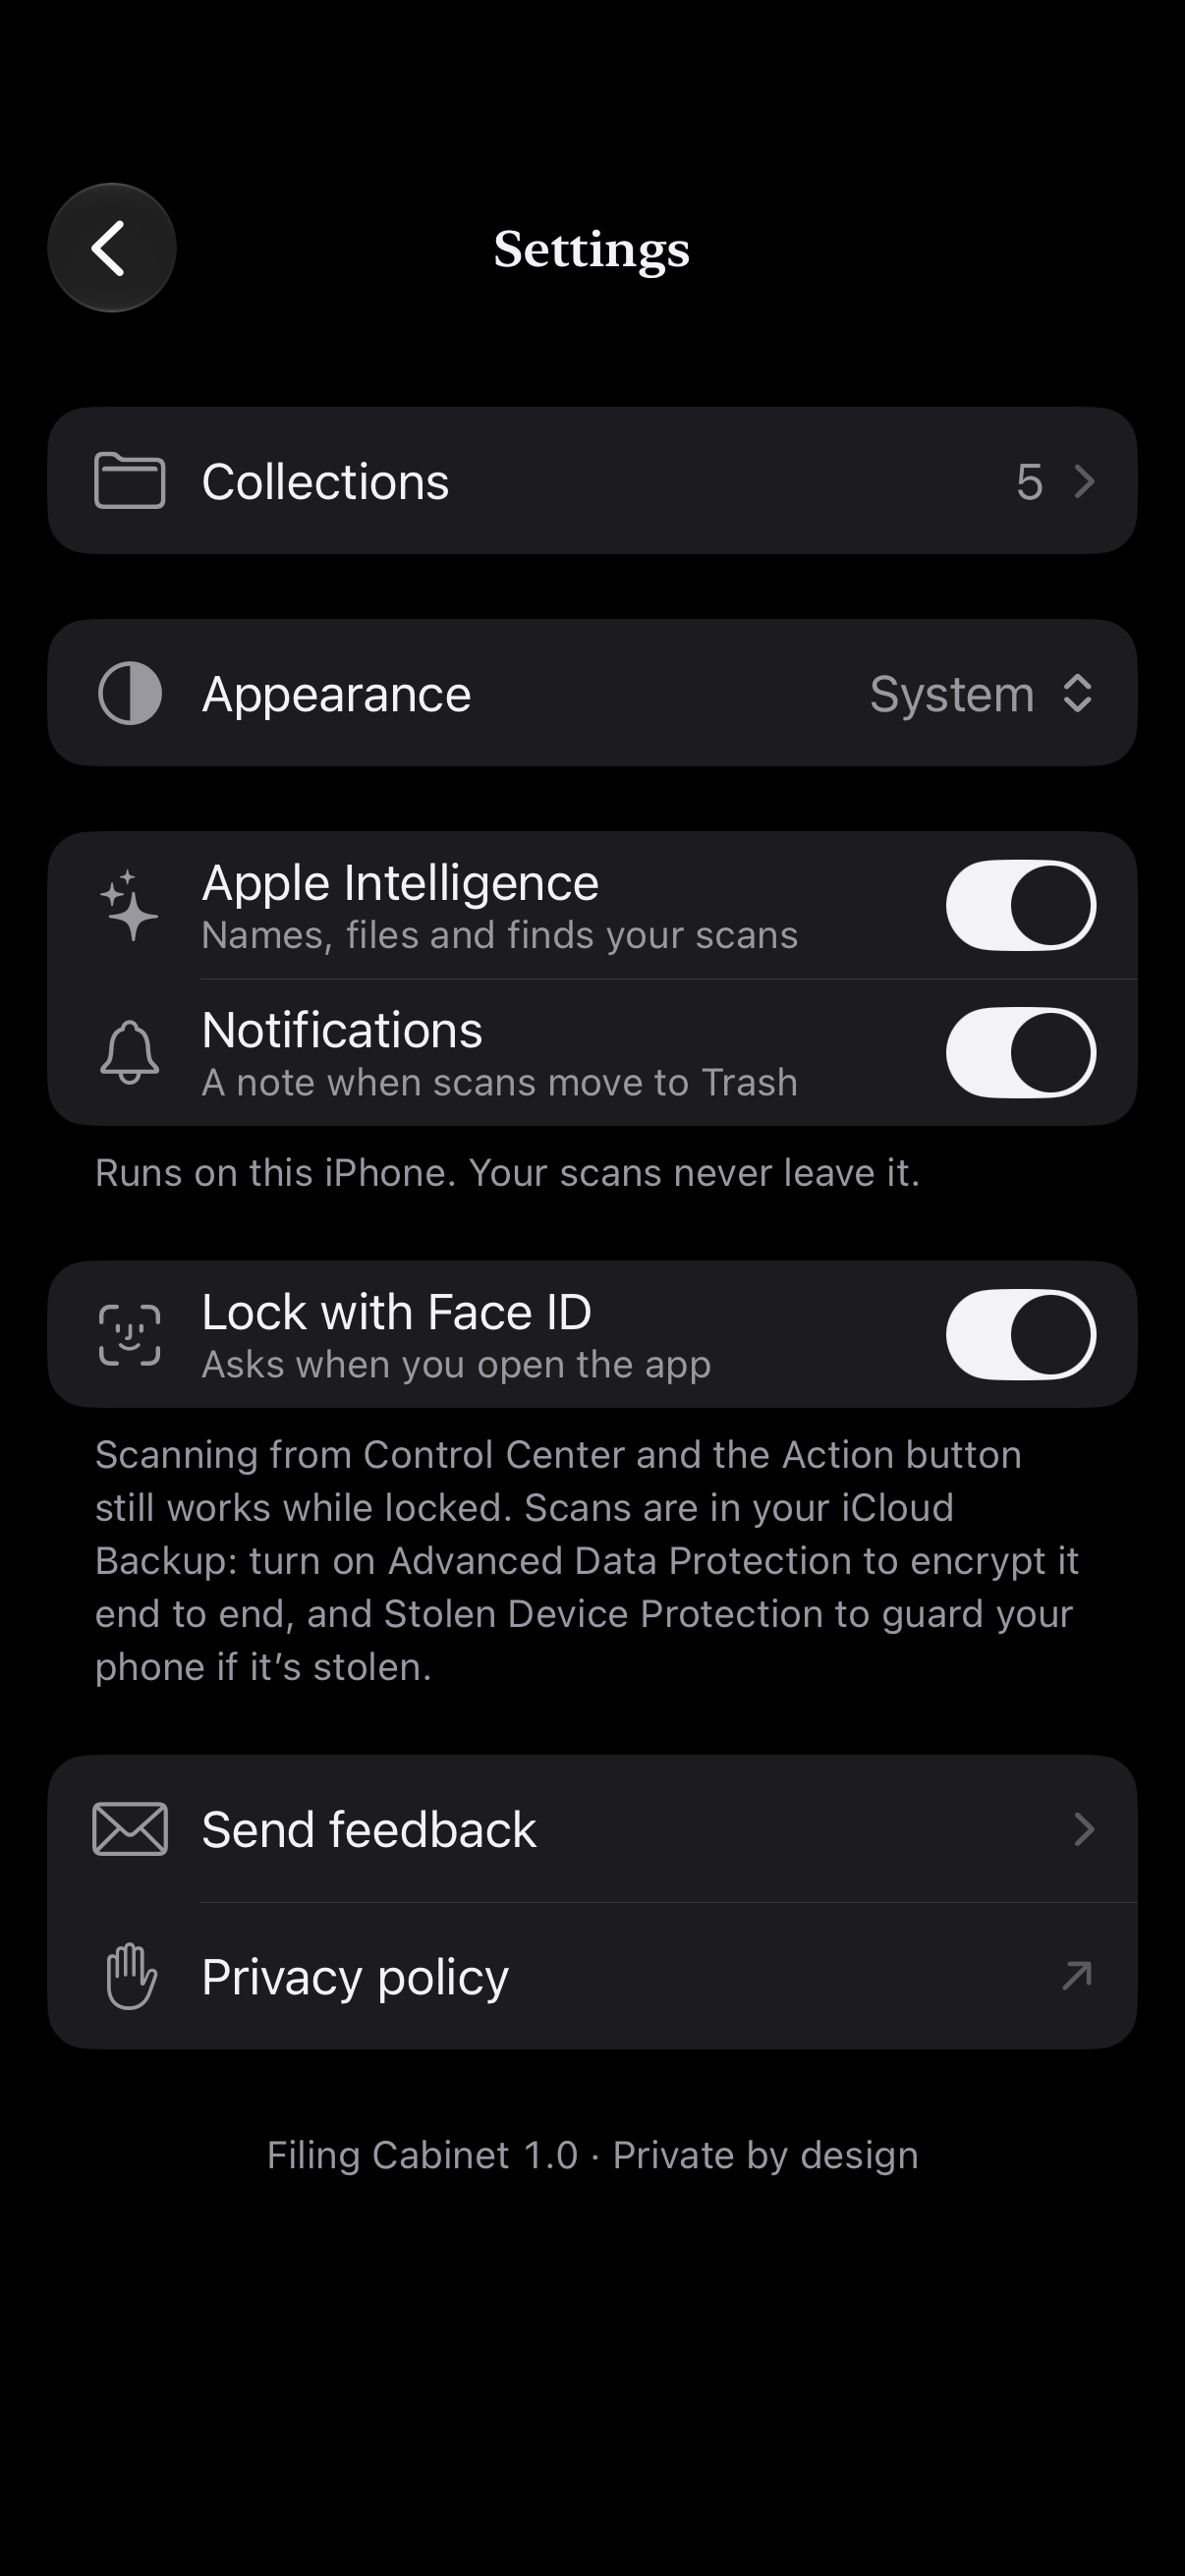 Settings
Collections 5
Appearance System
Apple Intelligence
Names, files and finds your scans
Notifications
A note when scans move to Trash
Runs on this iPhone. Your scans never leave it.
Lock with Face ID
Asks when you open the app
Scanning from Control Center and the Action button
still works while locked. Scans are in your iCloud
Backup: turn on Advanced Data Protection to encrypt it
end to end, and Stolen Device Protection to guard your
phone if it’s stolen.
Send feedback
Privacy policy
Filing Cabinet 1.0 · Private by design